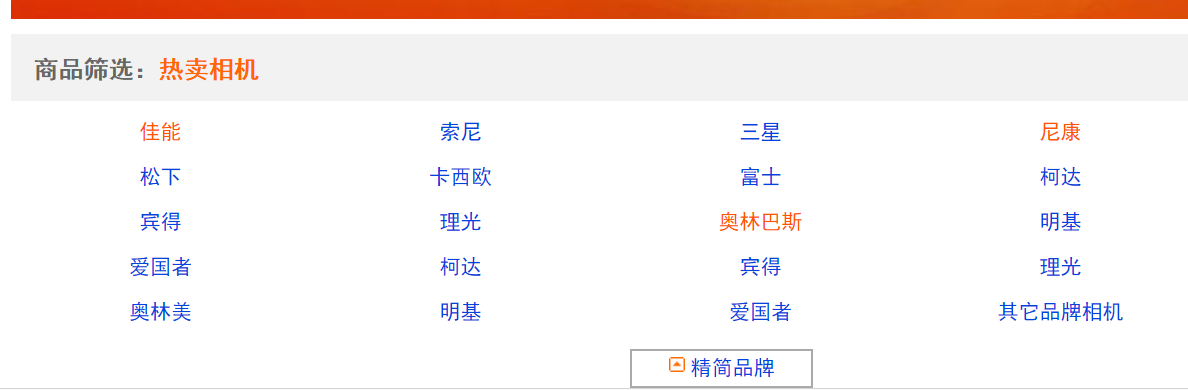 商品筛选：热卖相机
佳能 索尼 三星 尼康
松下 卡西欧 富士 柯达
宾得 理光 奥林巴斯 明基
爱国者 柯达 宾得 理光
奥林美 明基 爱国者 其它品牌相机
精简品牌